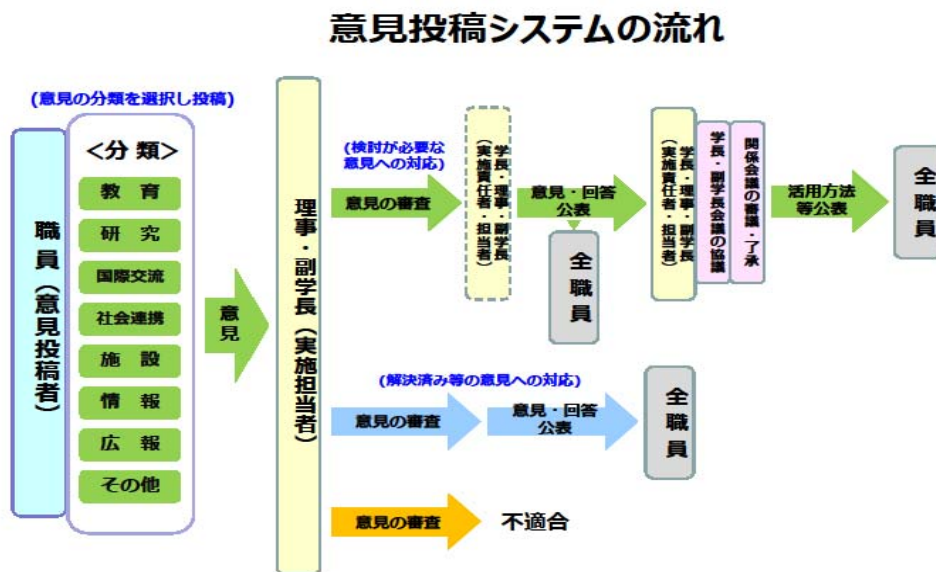 意見投稿システムの流れ
(意見の分類を選択し投稿)
職員(意見投稿者)
<分 類>
教 育
研 究
国際交流
社会連携
施 設
情 報
広 報
その他
意見
理事・副学長(実施担当者)
(検討が必要な
意見への対応)
意見の審査
学長・理事・副学長
(実施責任者・担当者)
意見・回答
公表
全職員
学長・理事・副学長
(実施責任者・担当者)
学長・副学長会議の協議
関係会議の審議・了承
活用方法
等公表
全職員
(解決済み等の意見への対応)
意見の審査
意見・回答
公表
全職員
意見の審査
不適合